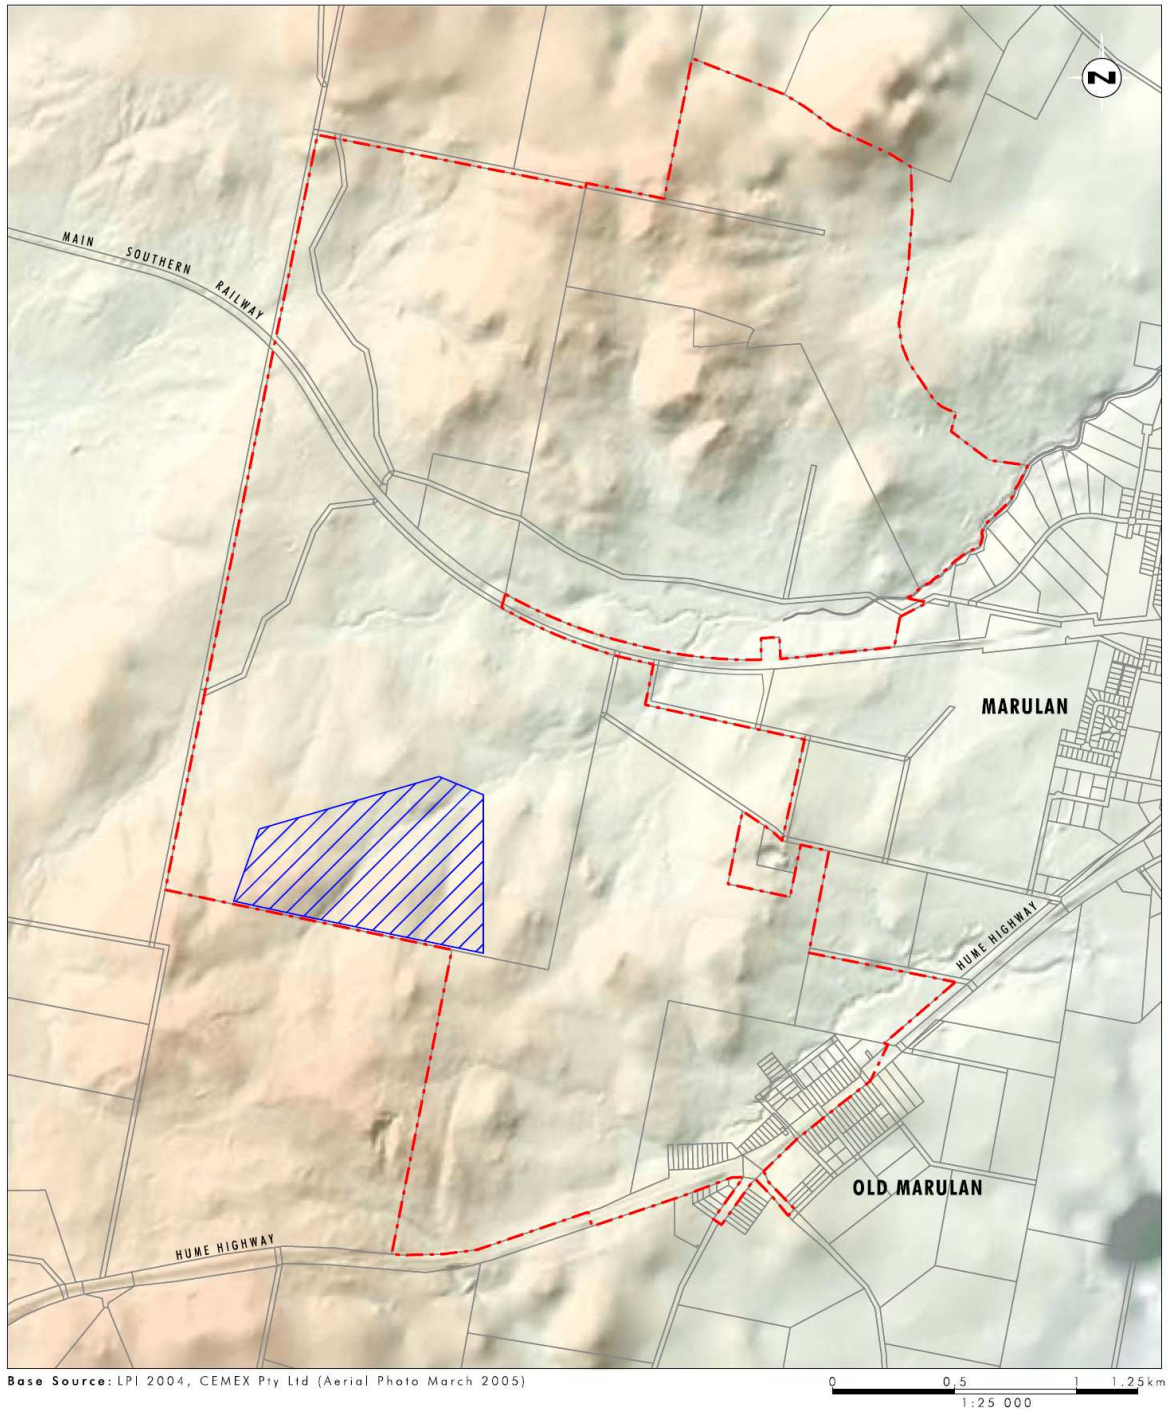 N
MAIN SOUTHERN RAILWAY
MARULAN
HUME HIGHWAY
OLD MARULAN
HUME HIGHWAY
Base Source: LPI 2004, CEMEX Pty Ltd (Aerial Photo March 2005)
0 0.5 1 1.25km
1:25 000